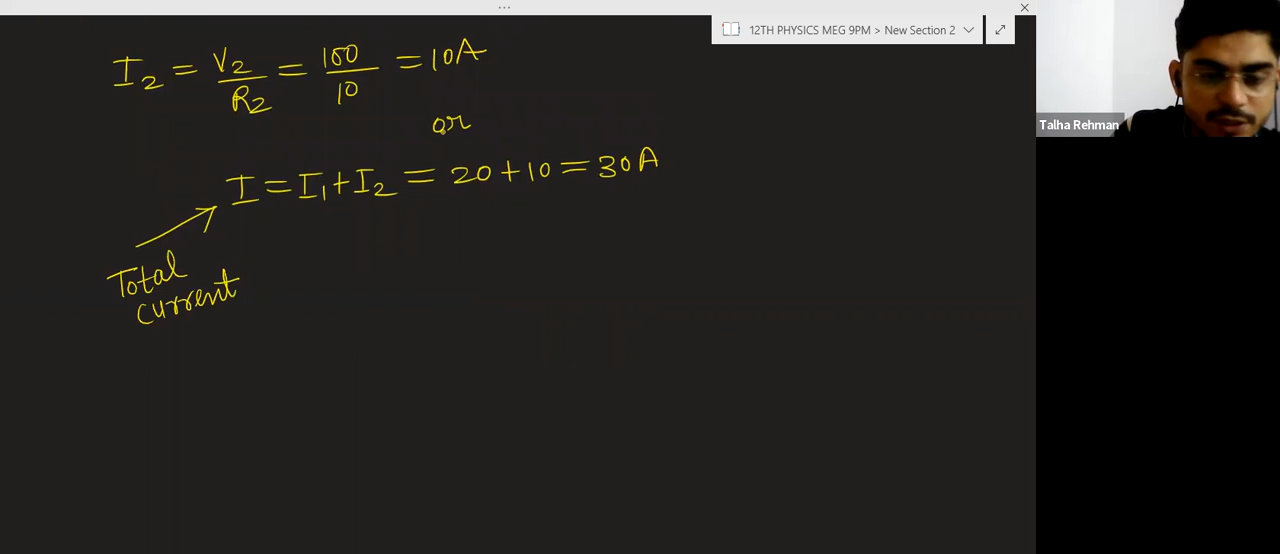 12TH PHYSICS MEG 9PM > New Section 2
I₂ = V₂/R₂ = 100/10 = 10A
or
I = I₁ + I₂ = 20 + 10 = 30A
Total
current
Talha Rehman